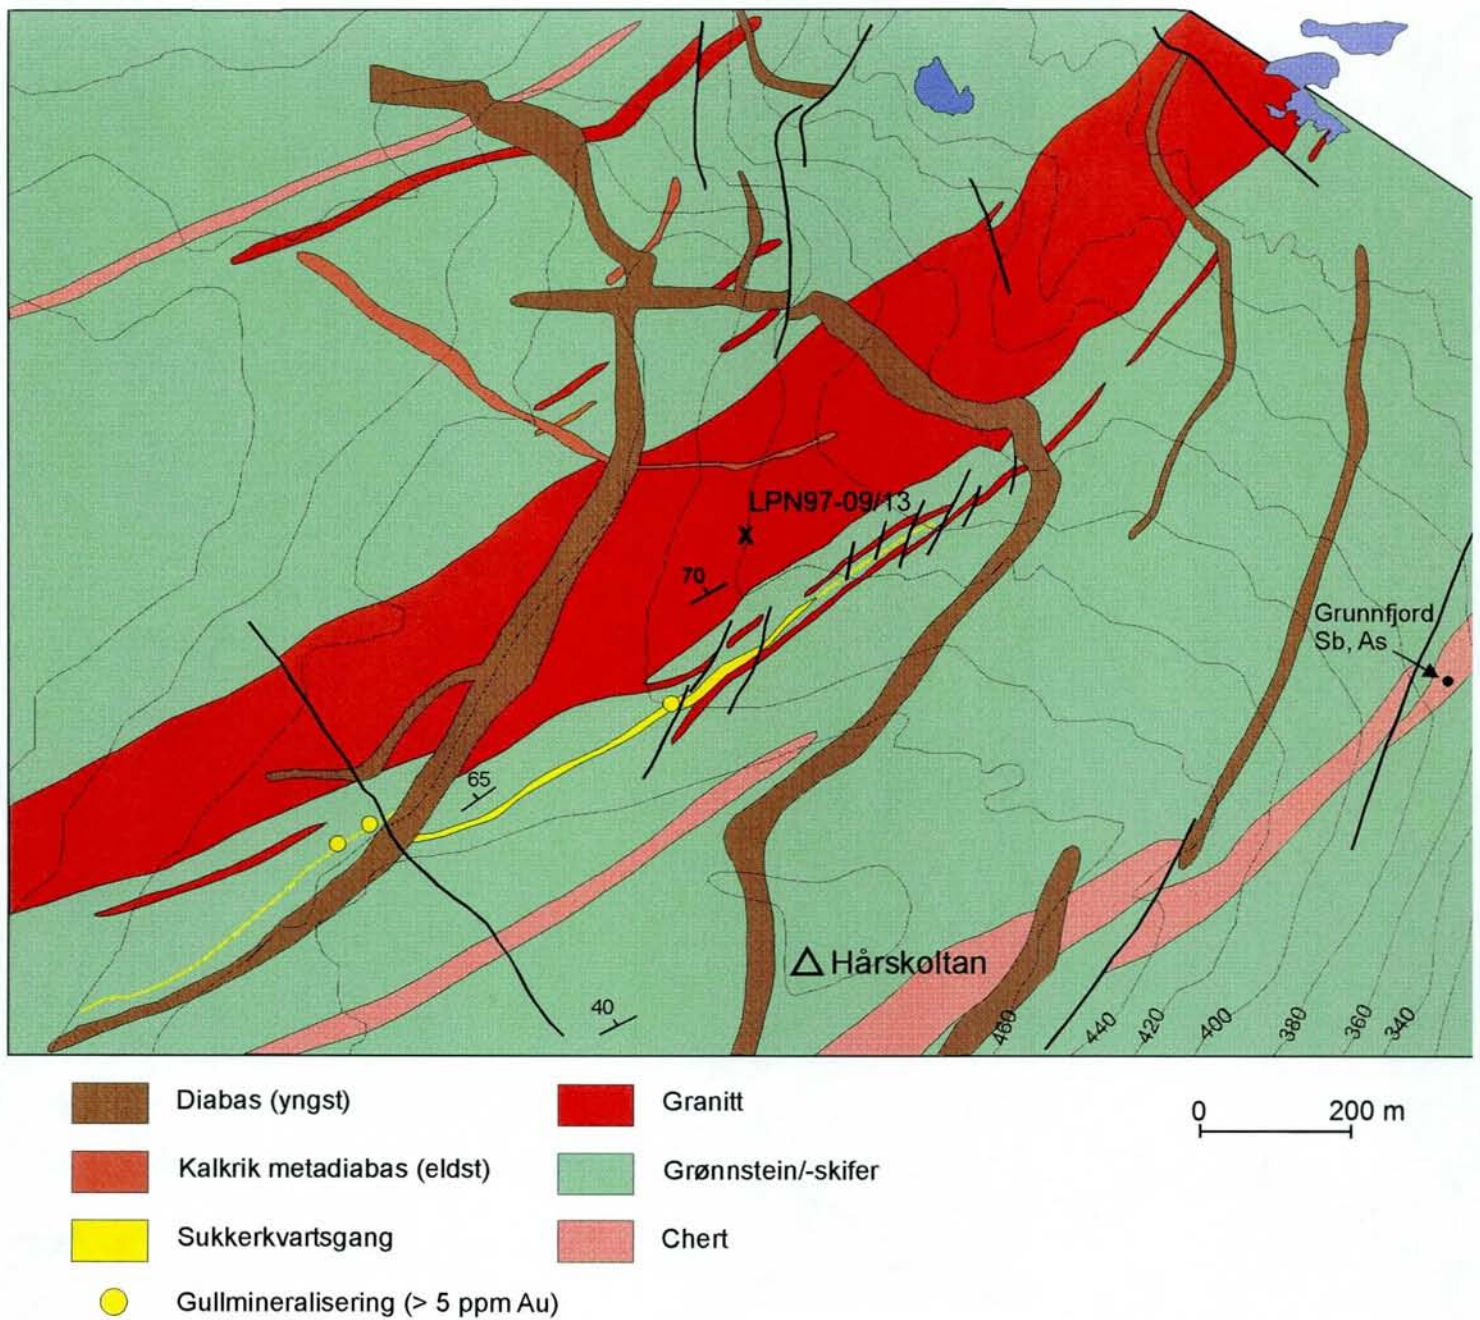 LPN97-09/13
x
70
Grunnfjord
Sb, As
65
Hårskoltan
40
460
440
420
400
380
360
340
Diabas (yngst)
Granitt
0 200 m
Kalkrik metadiabas (eldst)
Grønnstein/-skifer
Sukkerkvartsgang
Chert
Gullmineralisering (> 5 ppm Au)